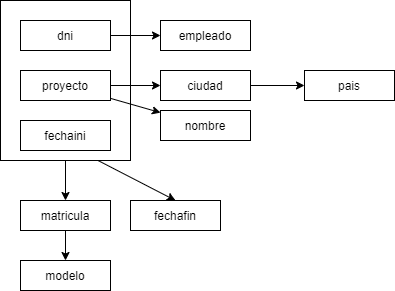 dni
empleado
proyecto
ciudad
pais
nombre
fechaini
matricula
fechafin
modelo